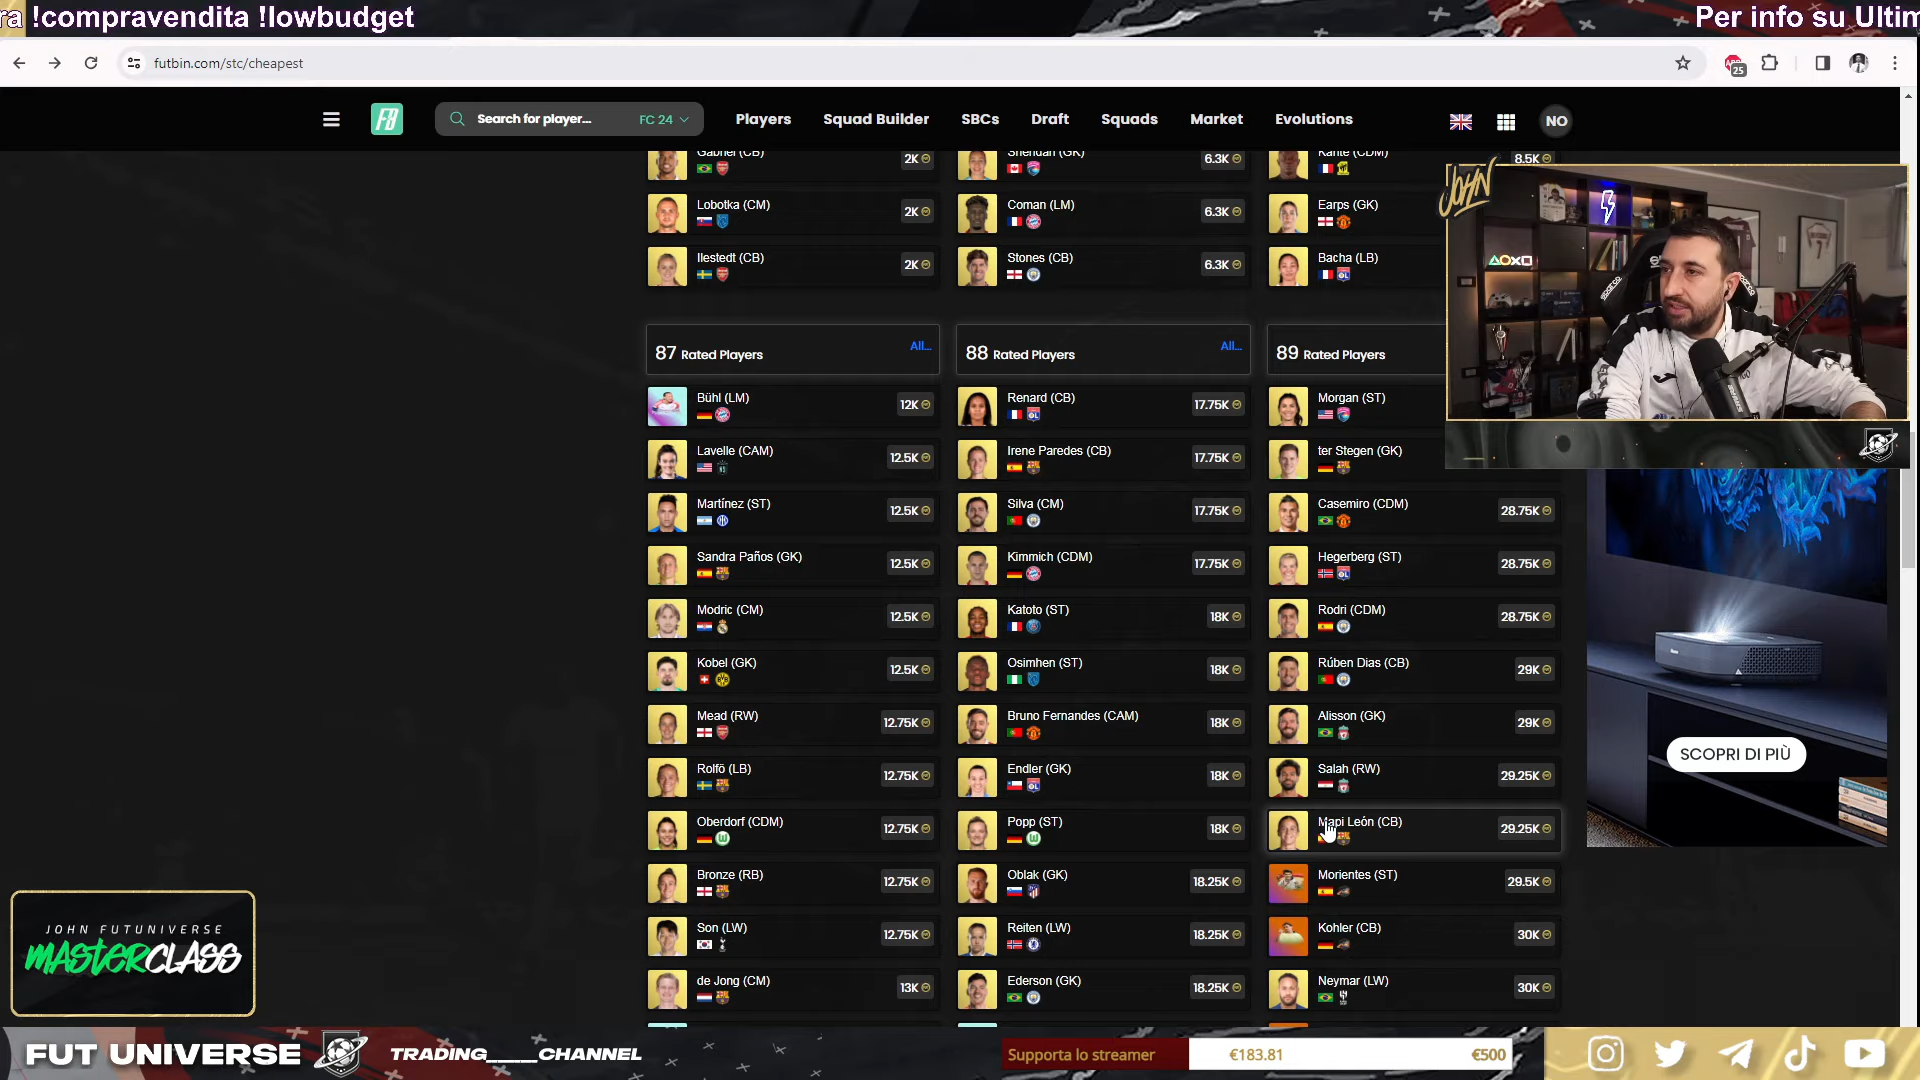 ra !compravendita !lowbudget
Per info su Ultim
futbin.com/stc/cheapest
25
FB
Search for player...
FC 24
Players
Squad Builder
SBCs
Draft
Squads
Market
Evolutions
NO
Gabriel (CB)
2K
Sheridan (GK)
6.3K
Kanté (CDM)
8.5K
Lobotka (CM)
2K
Coman (LM)
6.3K
Earps (GK)
Ilestedt (CB)
2K
Stones (CB)
6.3K
Bacha (LB)
JOHN
87 Rated Players
All...
88 Rated Players
All...
89 Rated Players
Bühl (LM)
12K
Renard (CB)
17.75K
Morgan (ST)
Lavelle (CAM)
12.5K
Irene Paredes (CB)
17.75K
ter Stegen (GK)
Martínez (ST)
12.5K
Silva (CM)
17.75K
Casemiro (CDM)
28.75K
Sandra Paños (GK)
12.5K
Kimmich (CDM)
17.75K
Hegerberg (ST)
28.75K
Modric (CM)
12.5K
Katoto (ST)
18K
Rodri (CDM)
28.75K
Kobel (GK)
12.5K
Osimhen (ST)
18K
Rúben Dias (CB)
29K
Mead (RW)
12.75K
Bruno Fernandes (CAM)
18K
Alisson (GK)
29K
Rolfö (LB)
12.75K
Endler (GK)
18K
Salah (RW)
29.25K
Oberdorf (CDM)
12.75K
Popp (ST)
18K
Mapi León (CB)
29.25K
Bronze (RB)
12.75K
Oblak (GK)
18.25K
Morientes (ST)
29.5K
Son (LW)
12.75K
Reiten (LW)
18.25K
Kohler (CB)
30K
de Jong (CM)
13K
Ederson (GK)
18.25K
Neymar (LW)
30K
SCOPRI DI PIÙ
JOHN FUTUNIVERSE
MASTERCLASS
FUT UNIVERSE
TRADING____CHANNEL
Supporta lo streamer
€183.81
€500